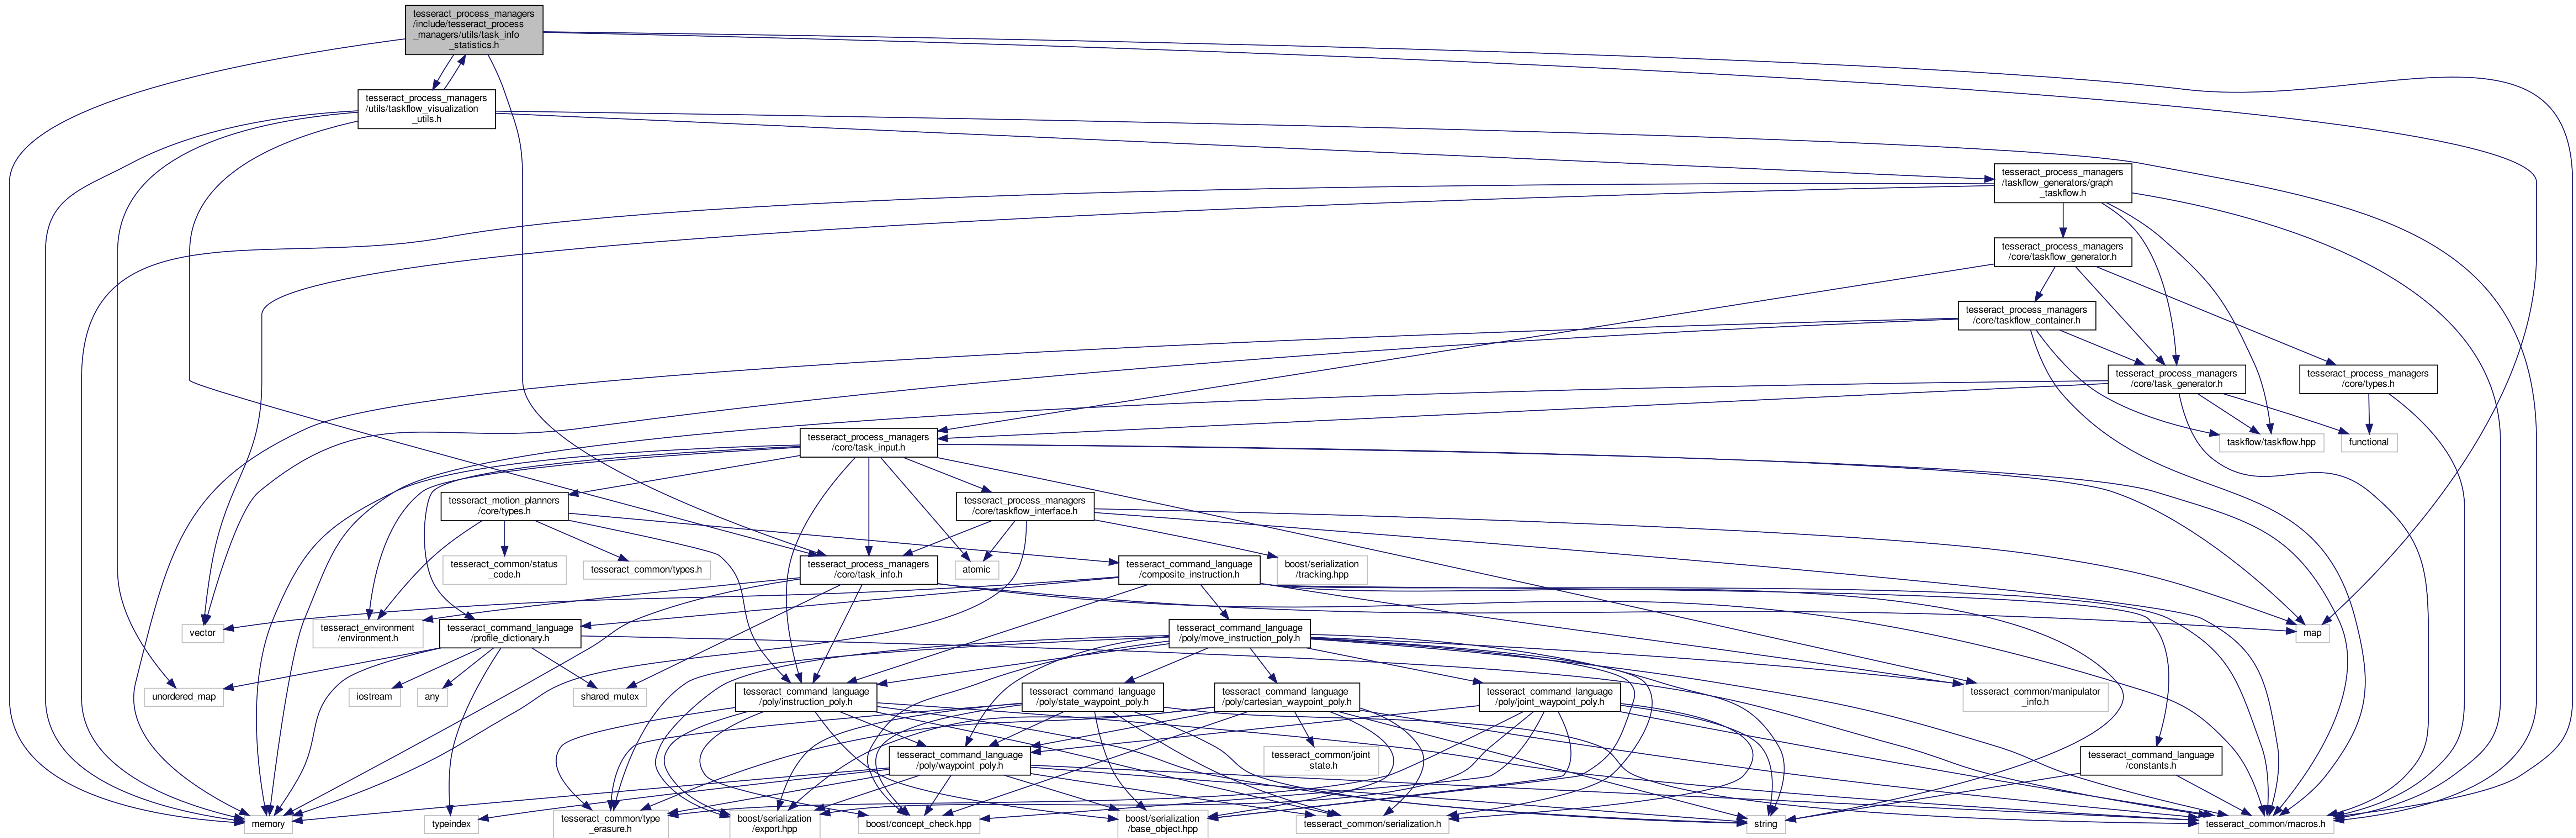 tesseract_process_managers
/include/tesseract_process
_managers/utils/task_info
_statistics.h
tesseract_process_managers
/utils/taskflow_visualization
_utils.h
tesseract_process_managers
/taskflow_generators/graph
_taskflow.h
tesseract_process_managers
/core/taskflow_generator.h
tesseract_process_managers
/core/taskflow_container.h
tesseract_process_managers
/core/task_generator.h
tesseract_process_managers
/core/types.h
tesseract_process_managers
/core/task_input.h
taskflow/taskflow.hpp
functional
tesseract_motion_planners
/core/types.h
tesseract_process_managers
/core/taskflow_interface.h
tesseract_common/status
_code.h
tesseract_common/types.h
tesseract_process_managers
/core/task_info.h
atomic
tesseract_command_language
/composite_instruction.h
boost/serialization
/tracking.hpp
vector
tesseract_environment
/environment.h
tesseract_command_language
/profile_dictionary.h
tesseract_command_language
/poly/move_instruction_poly.h
map
unordered_map
iostream
any
shared_mutex
tesseract_command_language
/poly/instruction_poly.h
tesseract_command_language
/poly/state_waypoint_poly.h
tesseract_command_language
/poly/cartesian_waypoint_poly.h
tesseract_command_language
/poly/joint_waypoint_poly.h
tesseract_common/manipulator
_info.h
tesseract_command_language
/poly/waypoint_poly.h
tesseract_common/joint
_state.h
tesseract_command_language
/constants.h
memory
typeindex
tesseract_common/type
_erasure.h
boost/serialization
/export.hpp
boost/concept_check.hpp
boost/serialization
/base_object.hpp
tesseract_common/serialization.h
string
tesseract_common/macros.h